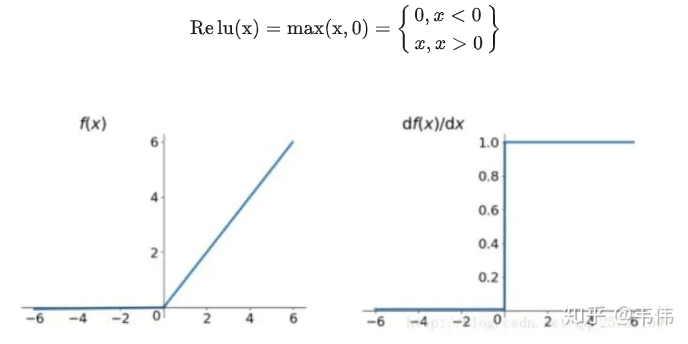 Relu(x) = max(x, 0) = { 0, x < 0
x, x > 0 }
f(x)
6
4
2
−6 −4 −2 0 2 4 6
df(x)/dx
1.0
0.8
0.6
0.4
0.2
−6 −4 −2 0 2 4 6
知乎 @韦伟